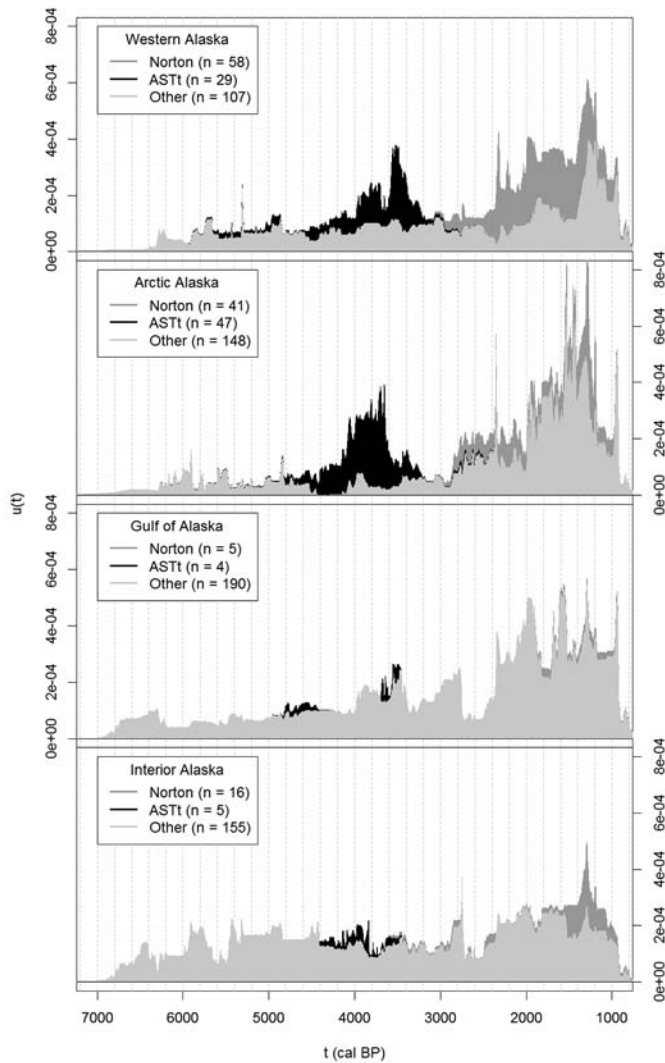 8e-04
6e-04
4e-04
2e-04
0e+00
Western Alaska
Norton (n = 58)
ASTt (n = 29)
Other (n = 107)
Arctic Alaska
Norton (n = 41)
ASTt (n = 47)
Other (n = 148)
8e-04
6e-04
4e-04
2e-04
0e+00
u(t)
8e-04
6e-04
4e-04
2e-04
0e+00
Gulf of Alaska
Norton (n = 5)
ASTt (n = 4)
Other (n = 190)
Interior Alaska
Norton (n = 16)
ASTt (n = 5)
Other (n = 155)
8e-04
6e-04
4e-04
2e-04
0e+00
7000 6000 5000 4000 3000 2000 1000
t (cal BP)